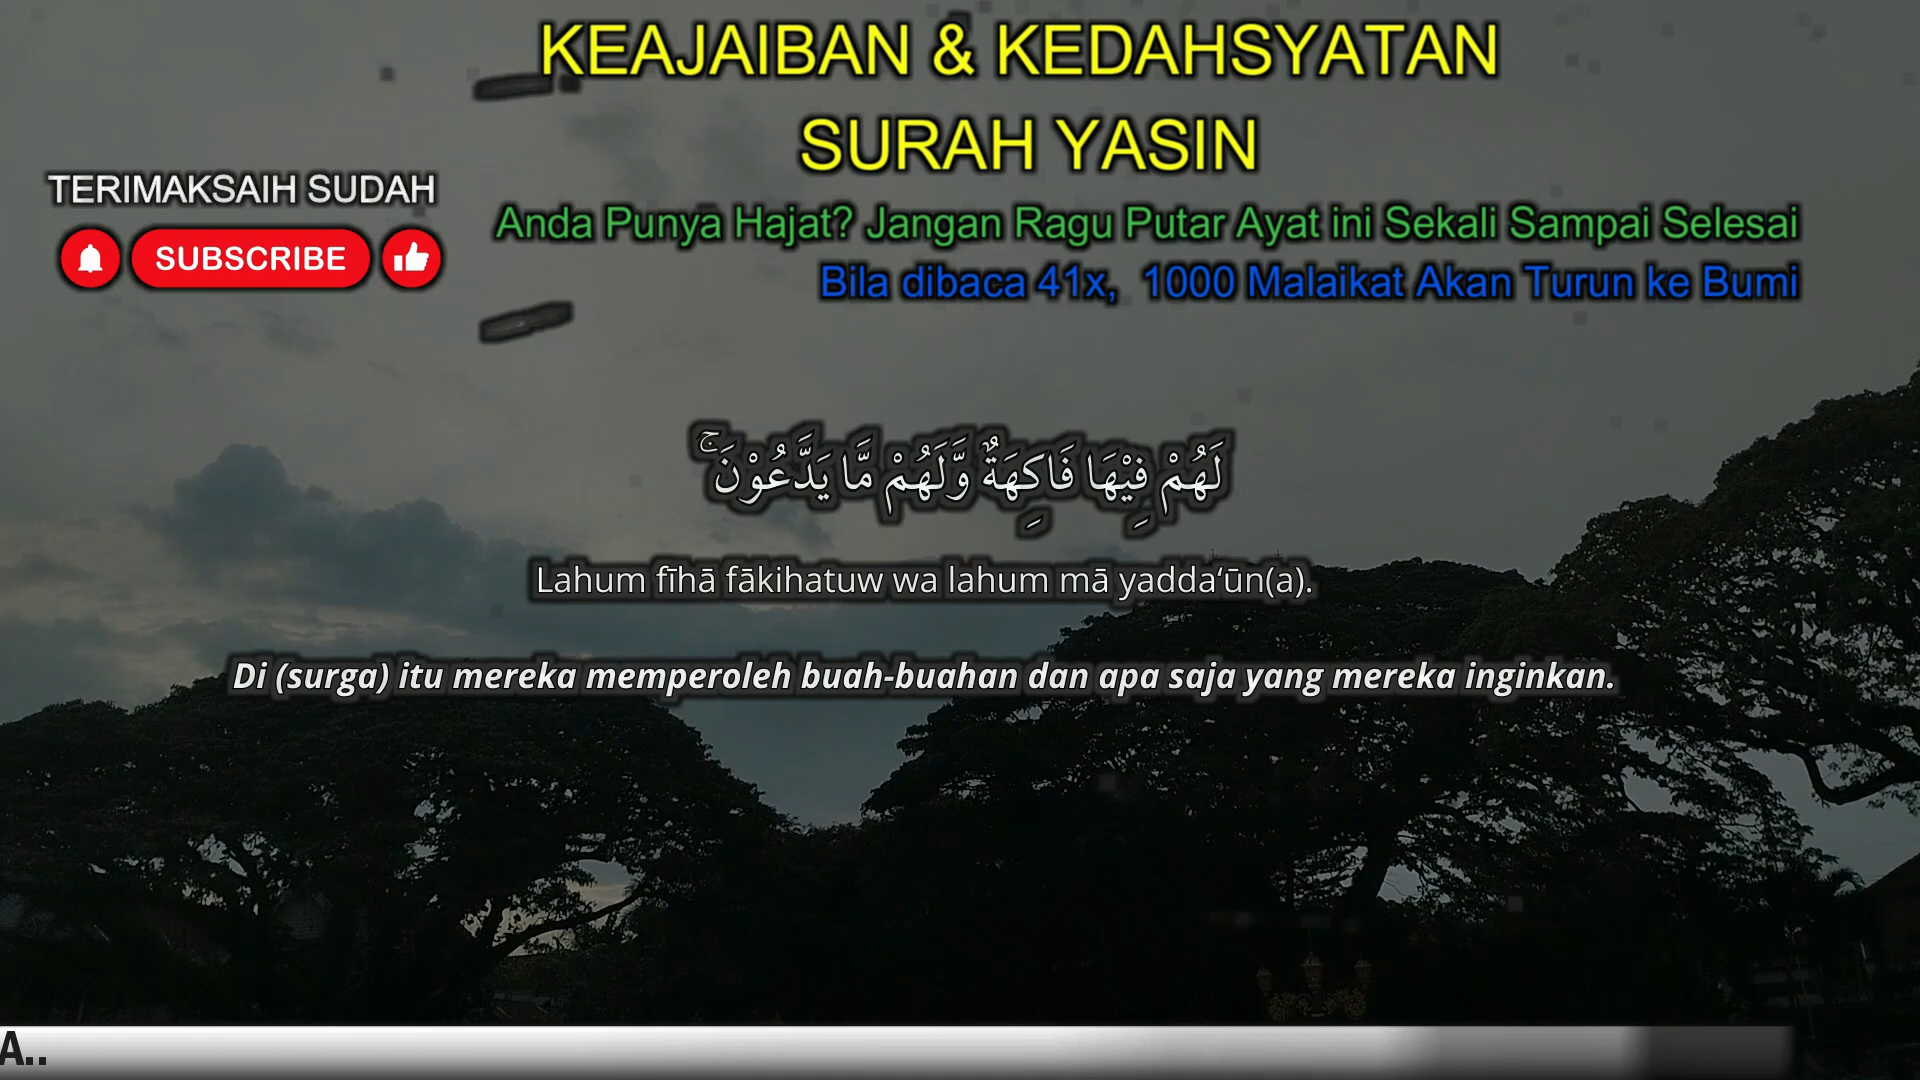 KEAJAIBAN & KEDAHSYATAN
SURAH YASIN
TERIMAKSAIH SUDAH
SUBSCRIBE
Anda Punya Hajat? Jangan Ragu Putar Ayat ini Sekali Sampai Selesai
Bila dibaca 41x, 1000 Malaikat Akan Turun ke Bumi
لَهُمْ فِيْهَا فَاكِهَةٌ وَّلَهُمْ مَّا يَدَّعُوْنَ ۚ
Lahum fīhā fākihatuw wa lahum mā yadda‘ūn(a).
Di (surga) itu mereka memperoleh buah-buahan dan apa saja yang mereka inginkan.
A..